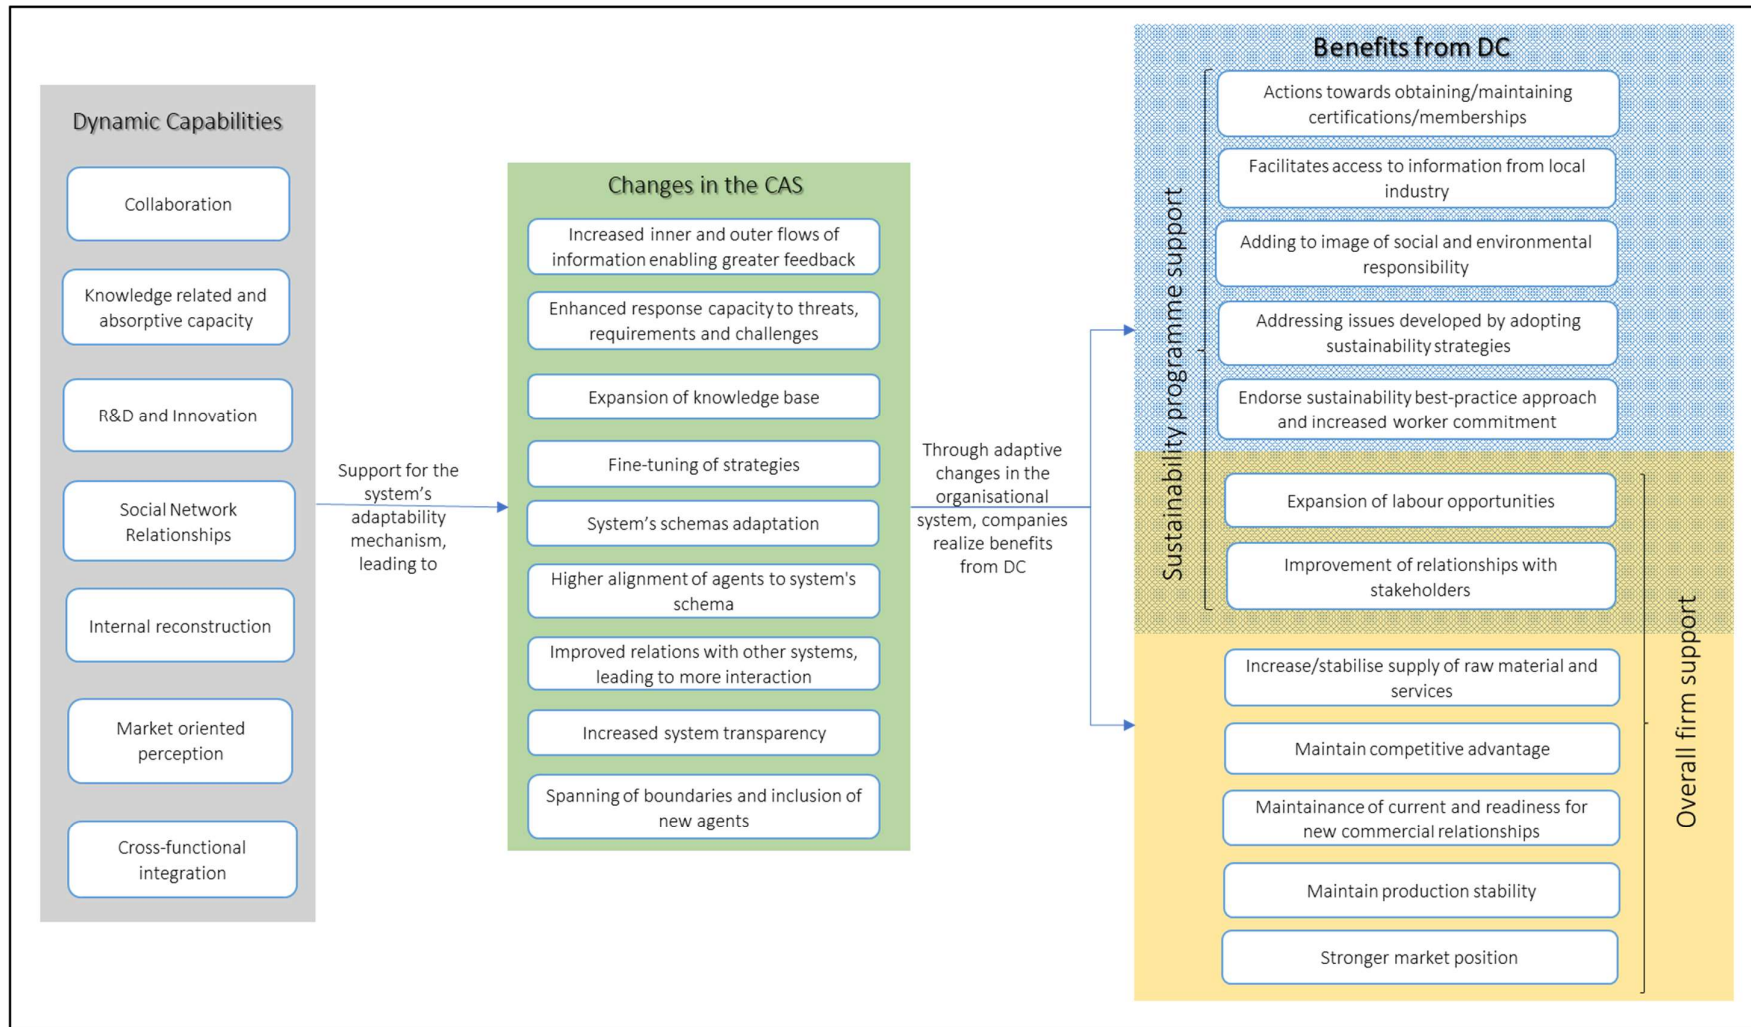 Dynamic Capabilities
Collaboration
Knowledge related and
absorptive capacity
R&D and Innovation
Social Network
Relationships
Internal reconstruction
Market oriented
perception
Cross-functional
integration
Support for the
system's
adaptability
mechanism,
leading to
Changes in the CAS
Increased inner and outer flows of
information enabling greater feedback
Enhanced response capacity to threats,
requirements and challenges
Expansion of knowledge base
Fine-tuning of strategies
System's schemas adaptation
Higher alignment of agents to system's
schema
Improved relations with other systems,
leading to more interaction
Increased system transparency
Spanning of boundaries and inclusion of
new agents
Through adaptive
changes in the
organisational
system, companies
realize benefits
from DC
Benefits from DC
Sustainability programme support
Actions towards obtaining/maintaining
certifications/memberships
Facilitates access to information from local
industry
Adding to image of social and environmental
responsibility
Addressing issues developed by adopting
sustainability strategies
Endorse sustainability best-practice approach
and increased worker commitment
Expansion of labour opportunities
Improvement of relationships with
stakeholders
Increase/stabilise supply of raw material and
services
Maintain competitive advantage
Maintainance of current and readiness for
new commercial relationships
Maintain production stability
Stronger market position
Overall firm support